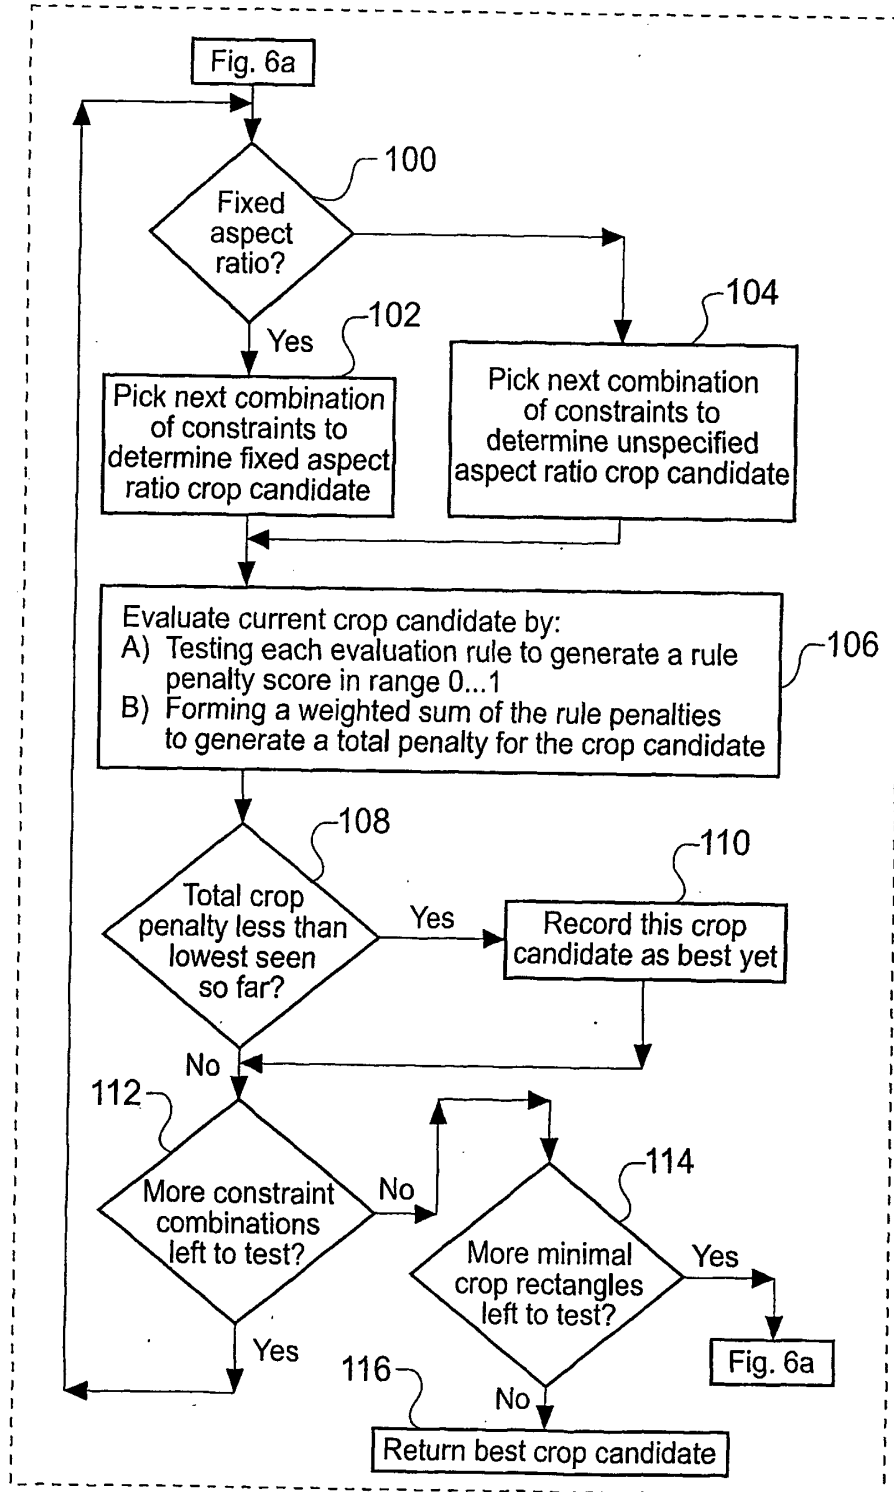 Fig. 6a
100
Fixed
aspect
ratio?
Yes
102
Pick next combination
of constraints to
determine fixed aspect
ratio crop candidate
104
Pick next combination
of constraints to
determine unspecified
aspect ratio crop candidate
Evaluate current crop candidate by:
A) Testing each evaluation rule to generate a rule
penalty score in range 0...1
B) Forming a weighted sum of the rule penalties
to generate a total penalty for the crop candidate
106
108
Total crop
penalty less than
lowest seen
so far?
Yes
110
Record this crop
candidate as best yet
No
112
More constraint
combinations
left to test?
No
Yes
114
More minimal
crop rectangles
left to test?
Yes
Fig. 6a
No
116
Return best crop candidate